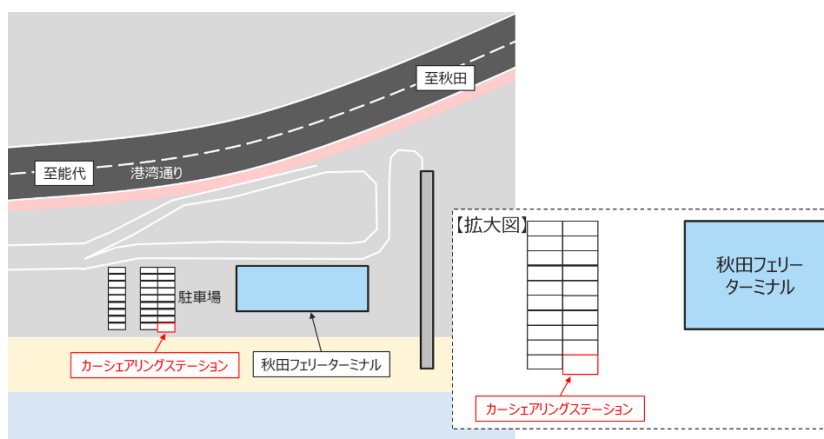 至秋田
至能代
港湾通り
駐車場
カーシェアリングステーション
秋田フェリーターミナル
【拡大図】
秋田フェリー
ターミナル
カーシェアリングステーション